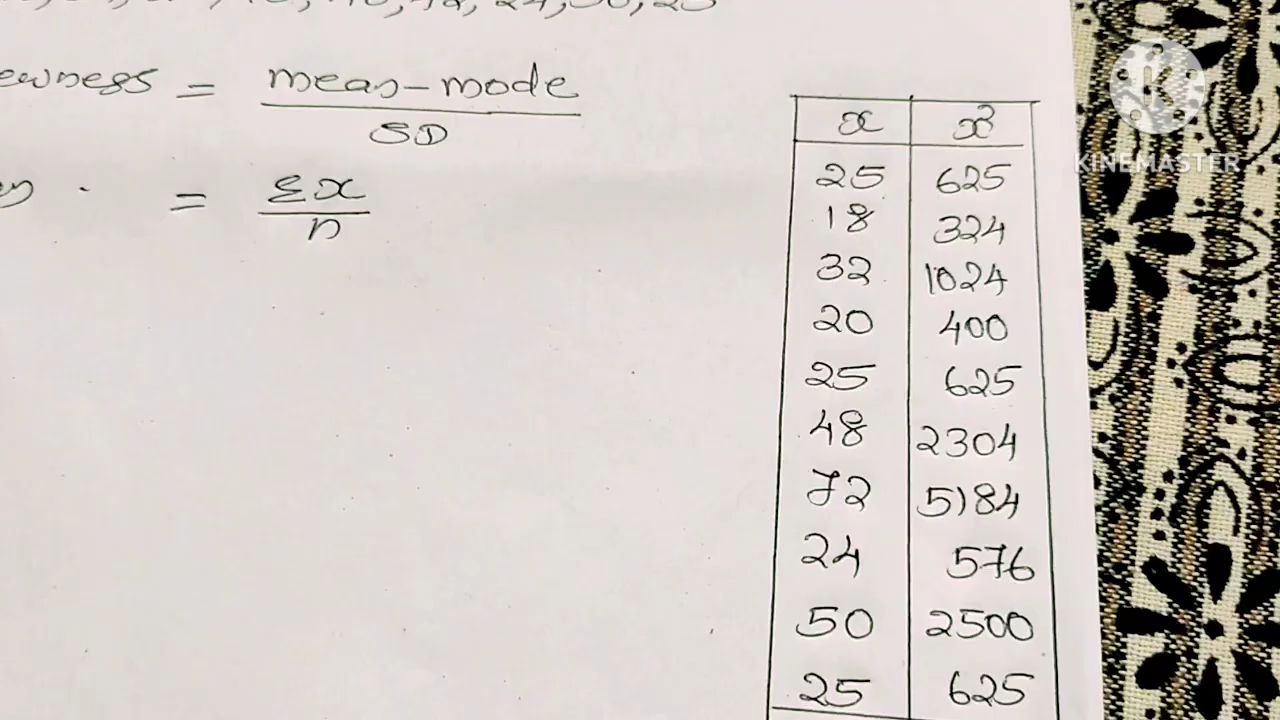 = mean-mode
SD
= Σx
n
x x²
25 625
18 324
32 1024
20 400
25 625
48 2304
72 5184
24 576
50 2500
25 625
KINEMASTER